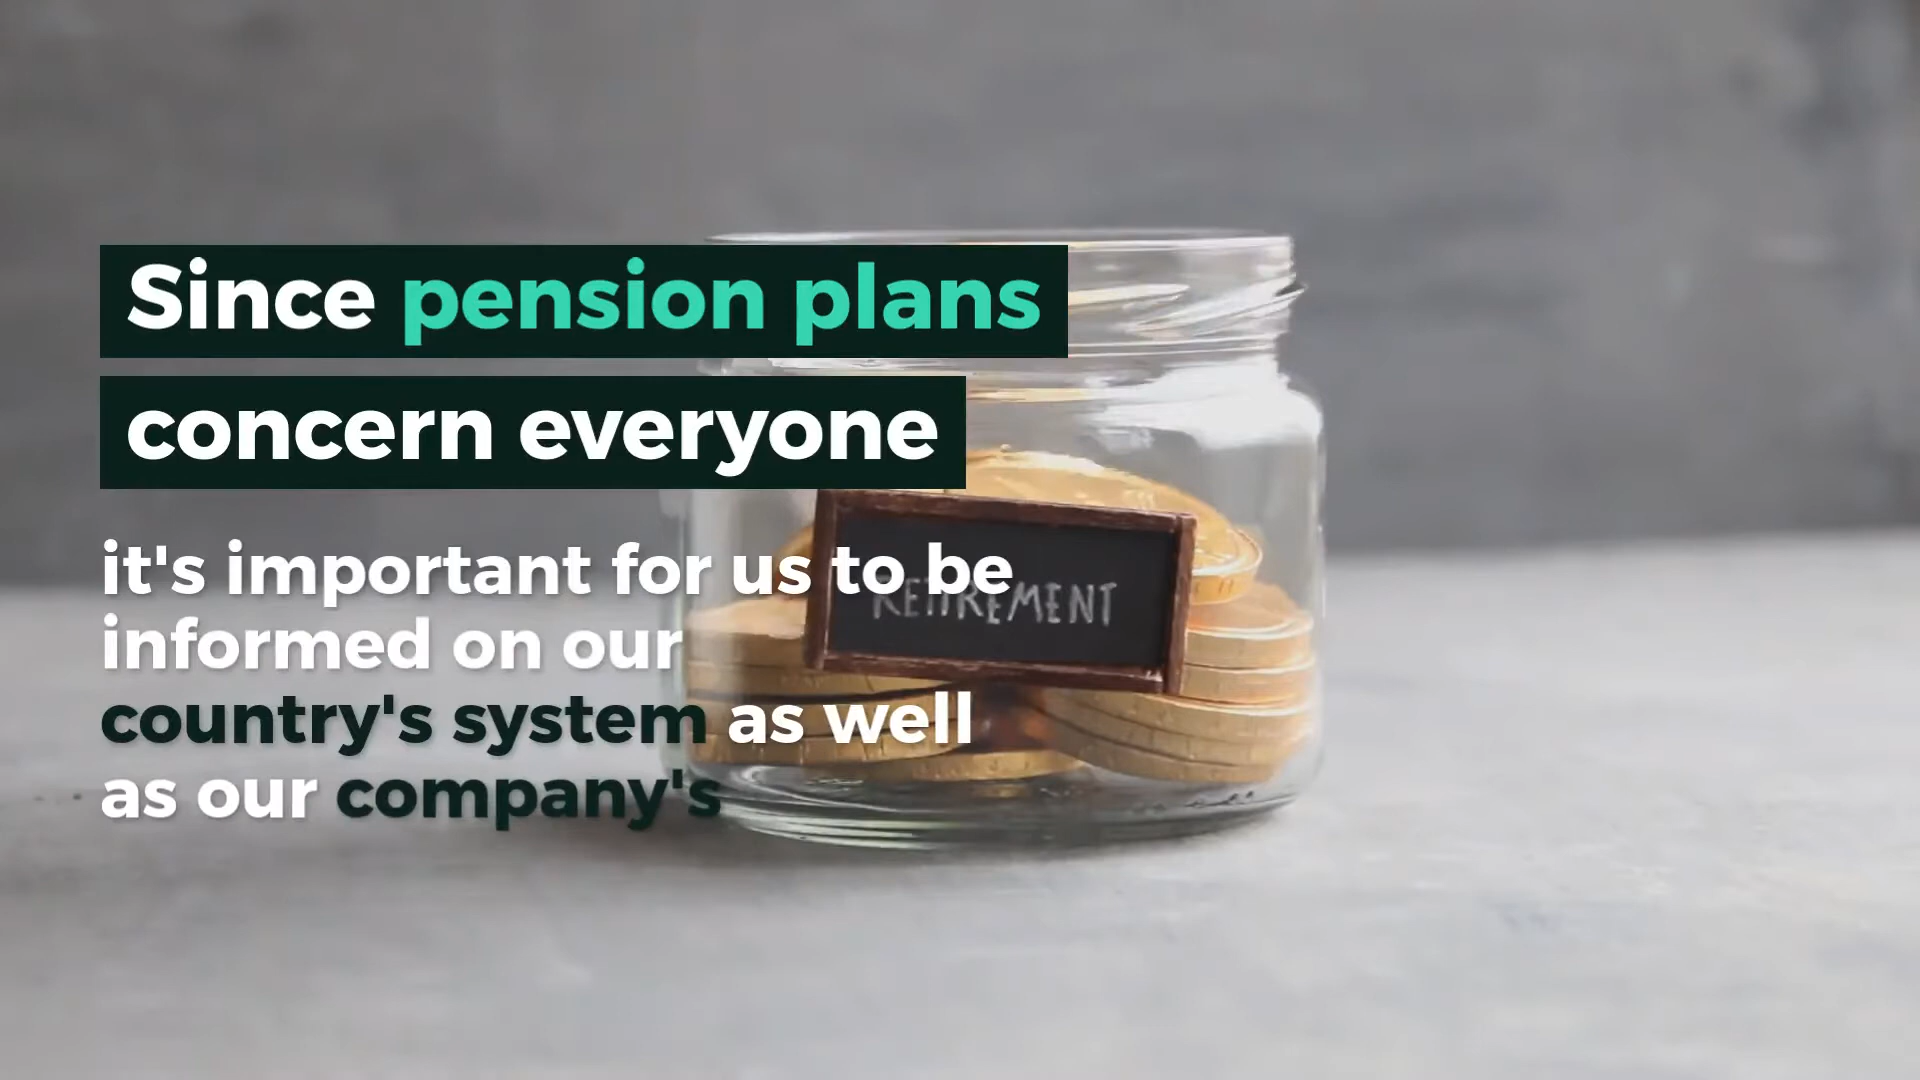 Since pension plans
concern everyone
it's important for us to be
informed on our
country's system as well
as our company's
RETIREMENT